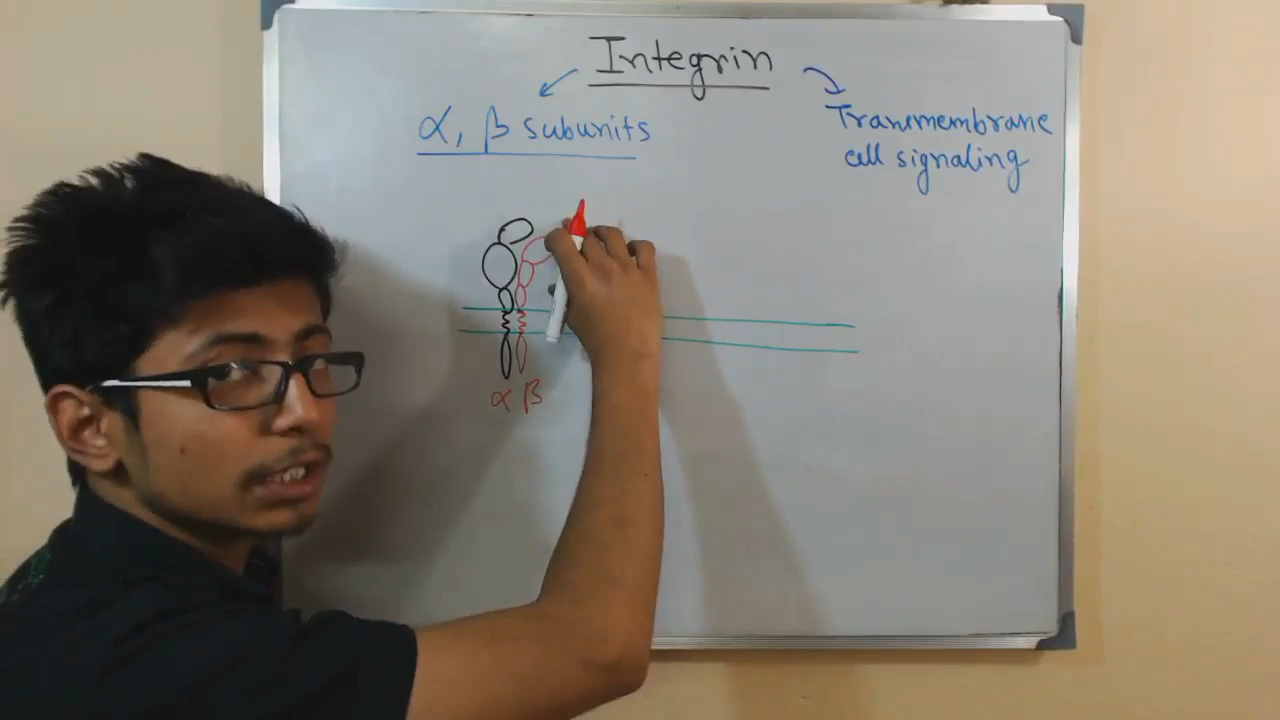 Integrin
α, β subunits
Transmembrane
cell signaling
α β